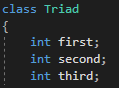 class Triad
{
    int first;
    int second;
    int third;